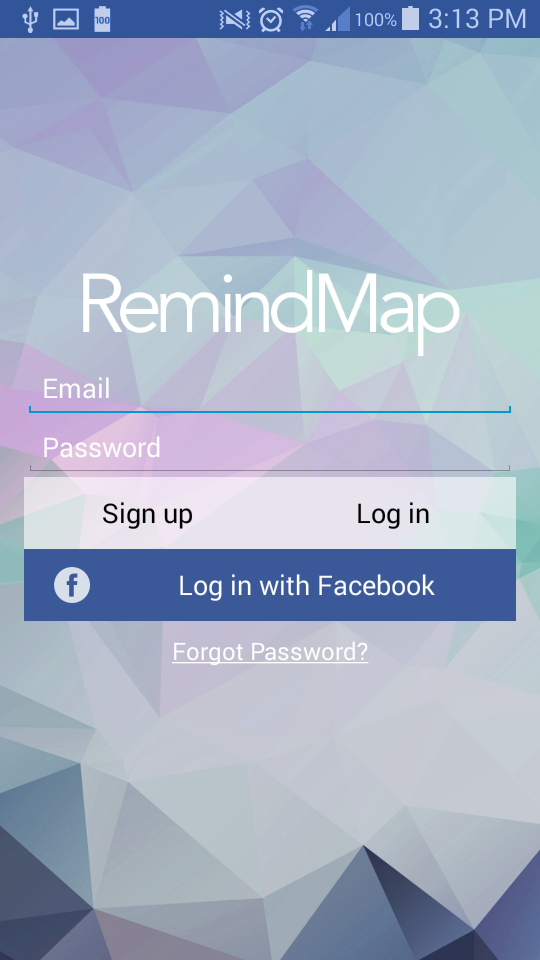 100 100% 3:13 PM
RemindMap
Email
Password
Sign up Log in
f Log in with Facebook
Forgot Password?